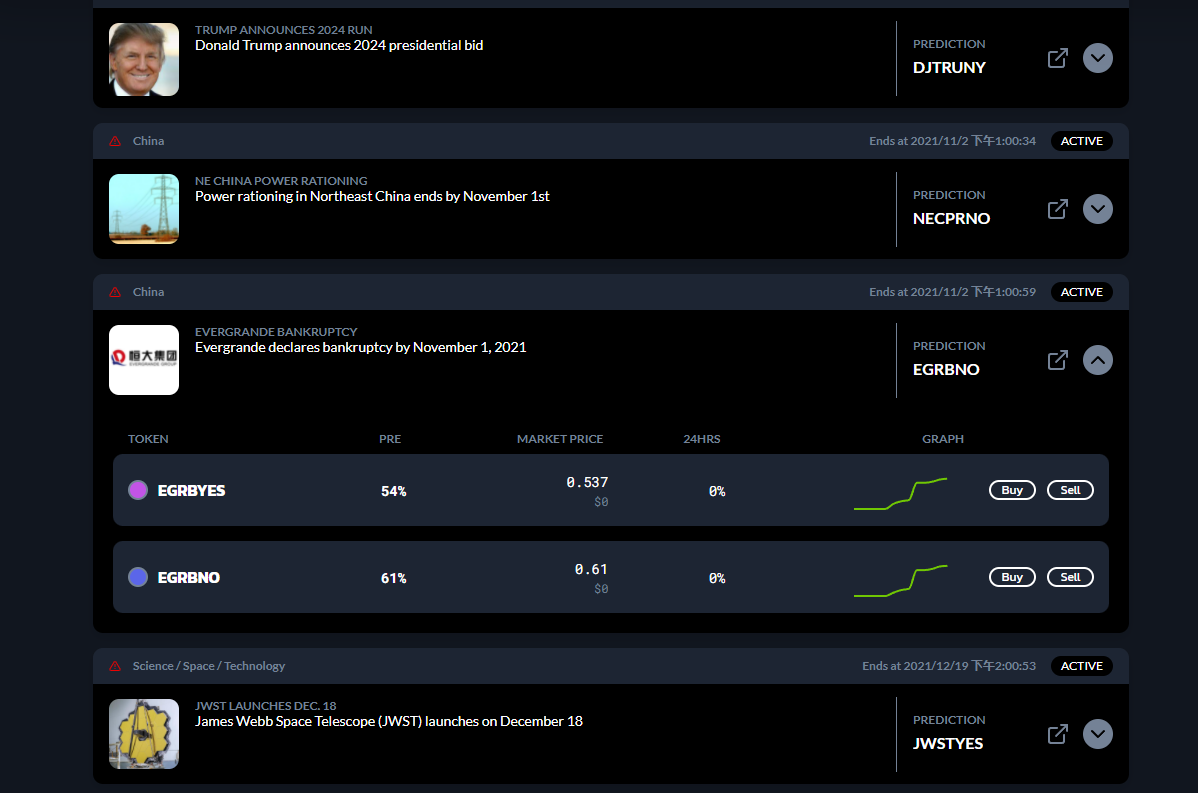 TRUMP ANNOUNCES 2024 RUN
Donald Trump announces 2024 presidential bid
PREDICTION
DJTRUNY
China
Ends at 2021/11/2 下午1:00:34
ACTIVE
NE CHINA POWER RATIONING
Power rationing in Northeast China ends by November 1st
PREDICTION
NECPRNO
China
Ends at 2021/11/2 下午1:00:59
ACTIVE
恒大集团
EVERGRANDE GROUP
EVERGRANDE BANKRUPTCY
Evergrande declares bankruptcy by November 1, 2021
PREDICTION
EGRBNO
TOKEN PRE MARKET PRICE 24HRS GRAPH
EGRBYES 54% 0.537 0% Buy Sell
$0
EGRBNO 61% 0.61 0% Buy Sell
$0
Science / Space / Technology
Ends at 2021/12/19 下午2:00:53
ACTIVE
JWST LAUNCHES DEC. 18
James Webb Space Telescope (JWST) launches on December 18
PREDICTION
JWSTYES